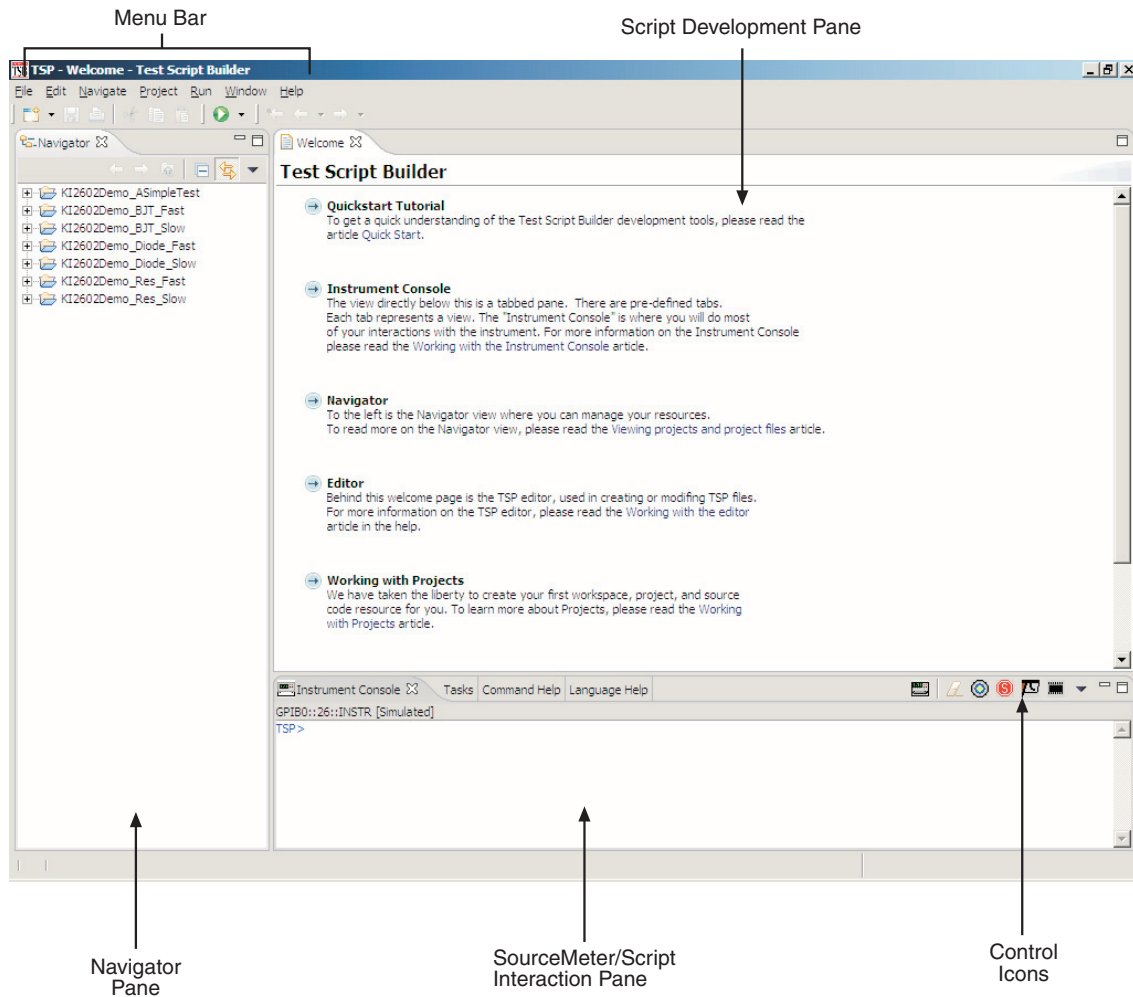 Menu Bar
Script Development Pane
TSP - Welcome - Test Script Builder
File Edit Navigate Project Run Window Help
Navigator
Welcome
Test Script Builder
KI2602Demo_ASimpleTest
KI2602Demo_BJT_Fast
KI2602Demo_BJT_Slow
KI2602Demo_Diode_Fast
KI2602Demo_Diode_Slow
KI2602Demo_Res_Fast
KI2602Demo_Res_Slow
Quickstart Tutorial
To get a quick understanding of the Test Script Builder development tools, please read the
article Quick Start.
Instrument Console
The view directly below this is a tabbed pane. There are pre-defined tabs.
Each tab represents a view. The "Instrument Console" is where you will do most
of your interactions with the instrument. For more information on the Instrument Console
please read the Working with the Instrument Console article.
Navigator
To the left is the Navigator view where you can manage your resources.
To read more on the Navigator view, please read the Viewing projects and project files article.
Editor
Behind this welcome page is the TSP editor, used in creating or modifing TSP files.
For more information on the TSP editor, please read the Working with the editor
article in the help.
Working with Projects
We have taken the liberty to create your first workspace, project, and source
code resource for you. To learn more about Projects, please read the Working
with Projects article.
Instrument Console Tasks Command Help Language Help
GPIB0::26::INSTR [Simulated]
TSP>
Navigator
Pane
SourceMeter/Script
Interaction Pane
Control
Icons